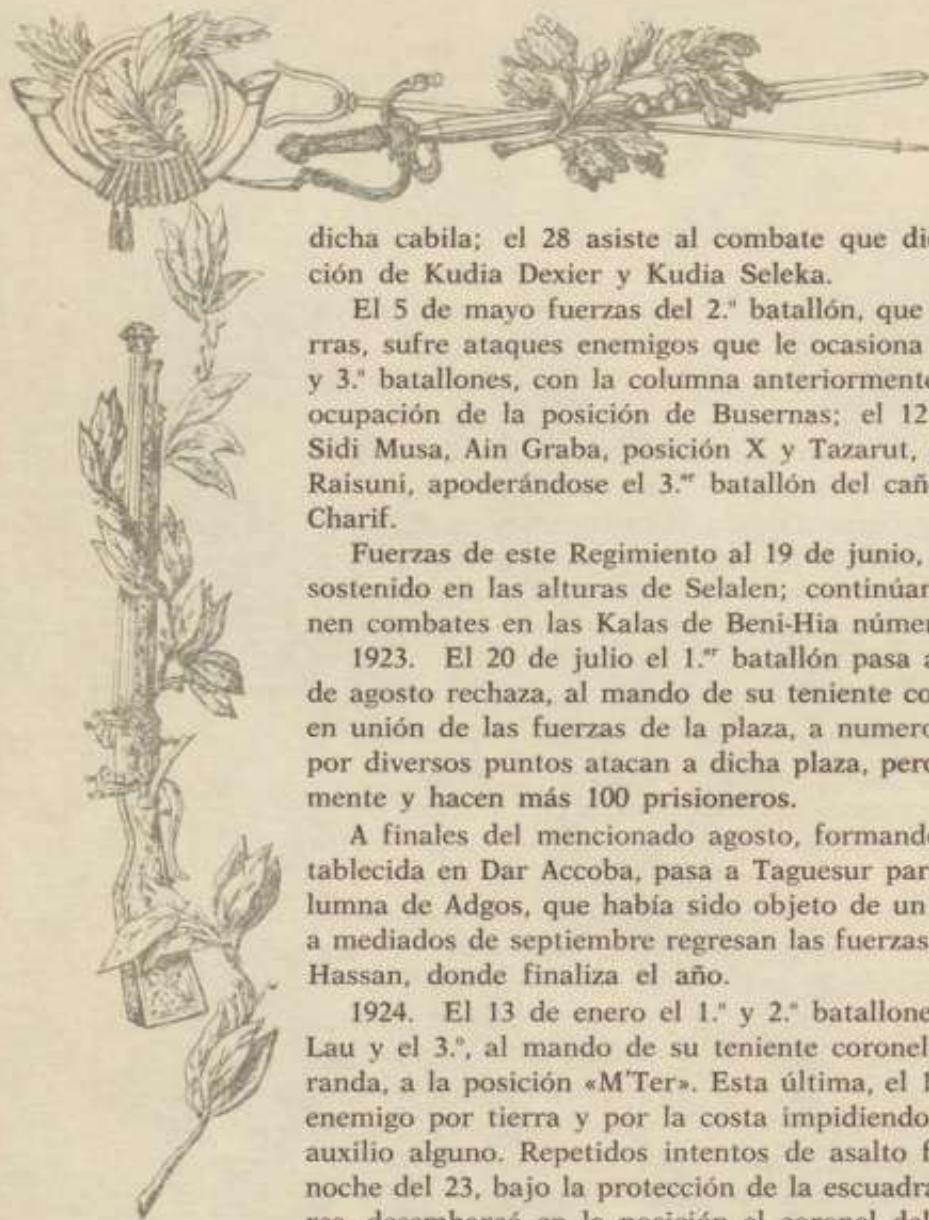 dicha cabila; el 28 asiste al combate que die
ción de Kudia Dexier y Kudia Seleka.
El 5 de mayo fuerzas del 2.º batallón, que
rras, sufre ataques enemigos que le ocasiona
y 3.º batallones, con la columna anteriormente
ocupación de la posición de Busernas; el 12
Sidi Musa, Ain Graba, posición X y Tazarut,
Raisuni, apoderándose el 3.er batallón del cañ
Charif.
Fuerzas de este Regimiento al 19 de junio,
sostenido en las alturas de Selalen; continúan
nen combates en las Kalas de Beni-Hia númer
1923. El 20 de julio el 1.er batallón pasa a
de agosto rechaza, al mando de su teniente co
en unión de las fuerzas de la plaza, a numero
por diversos puntos atacan a dicha plaza, perc
mente y hacen más 100 prisioneros.
A finales del mencionado agosto, formando
tablecida en Dar Accoba, pasa a Taguesur par
lumna de Adgos, que había sido objeto de un
a mediados de septiembre regresan las fuerzas
Hassan, donde finaliza el año.
1924. El 13 de enero el 1.º y 2.º batallone
Lau y el 3.º, al mando de su teniente coronel
randa, a la posición «M'Ter». Esta última, el 1
enemigo por tierra y por la costa impidiendo
auxilio alguno. Repetidos intentos de asalto f
noche del 23, bajo la protección de la escuadra
res, desembarcó en la posición el coronel del